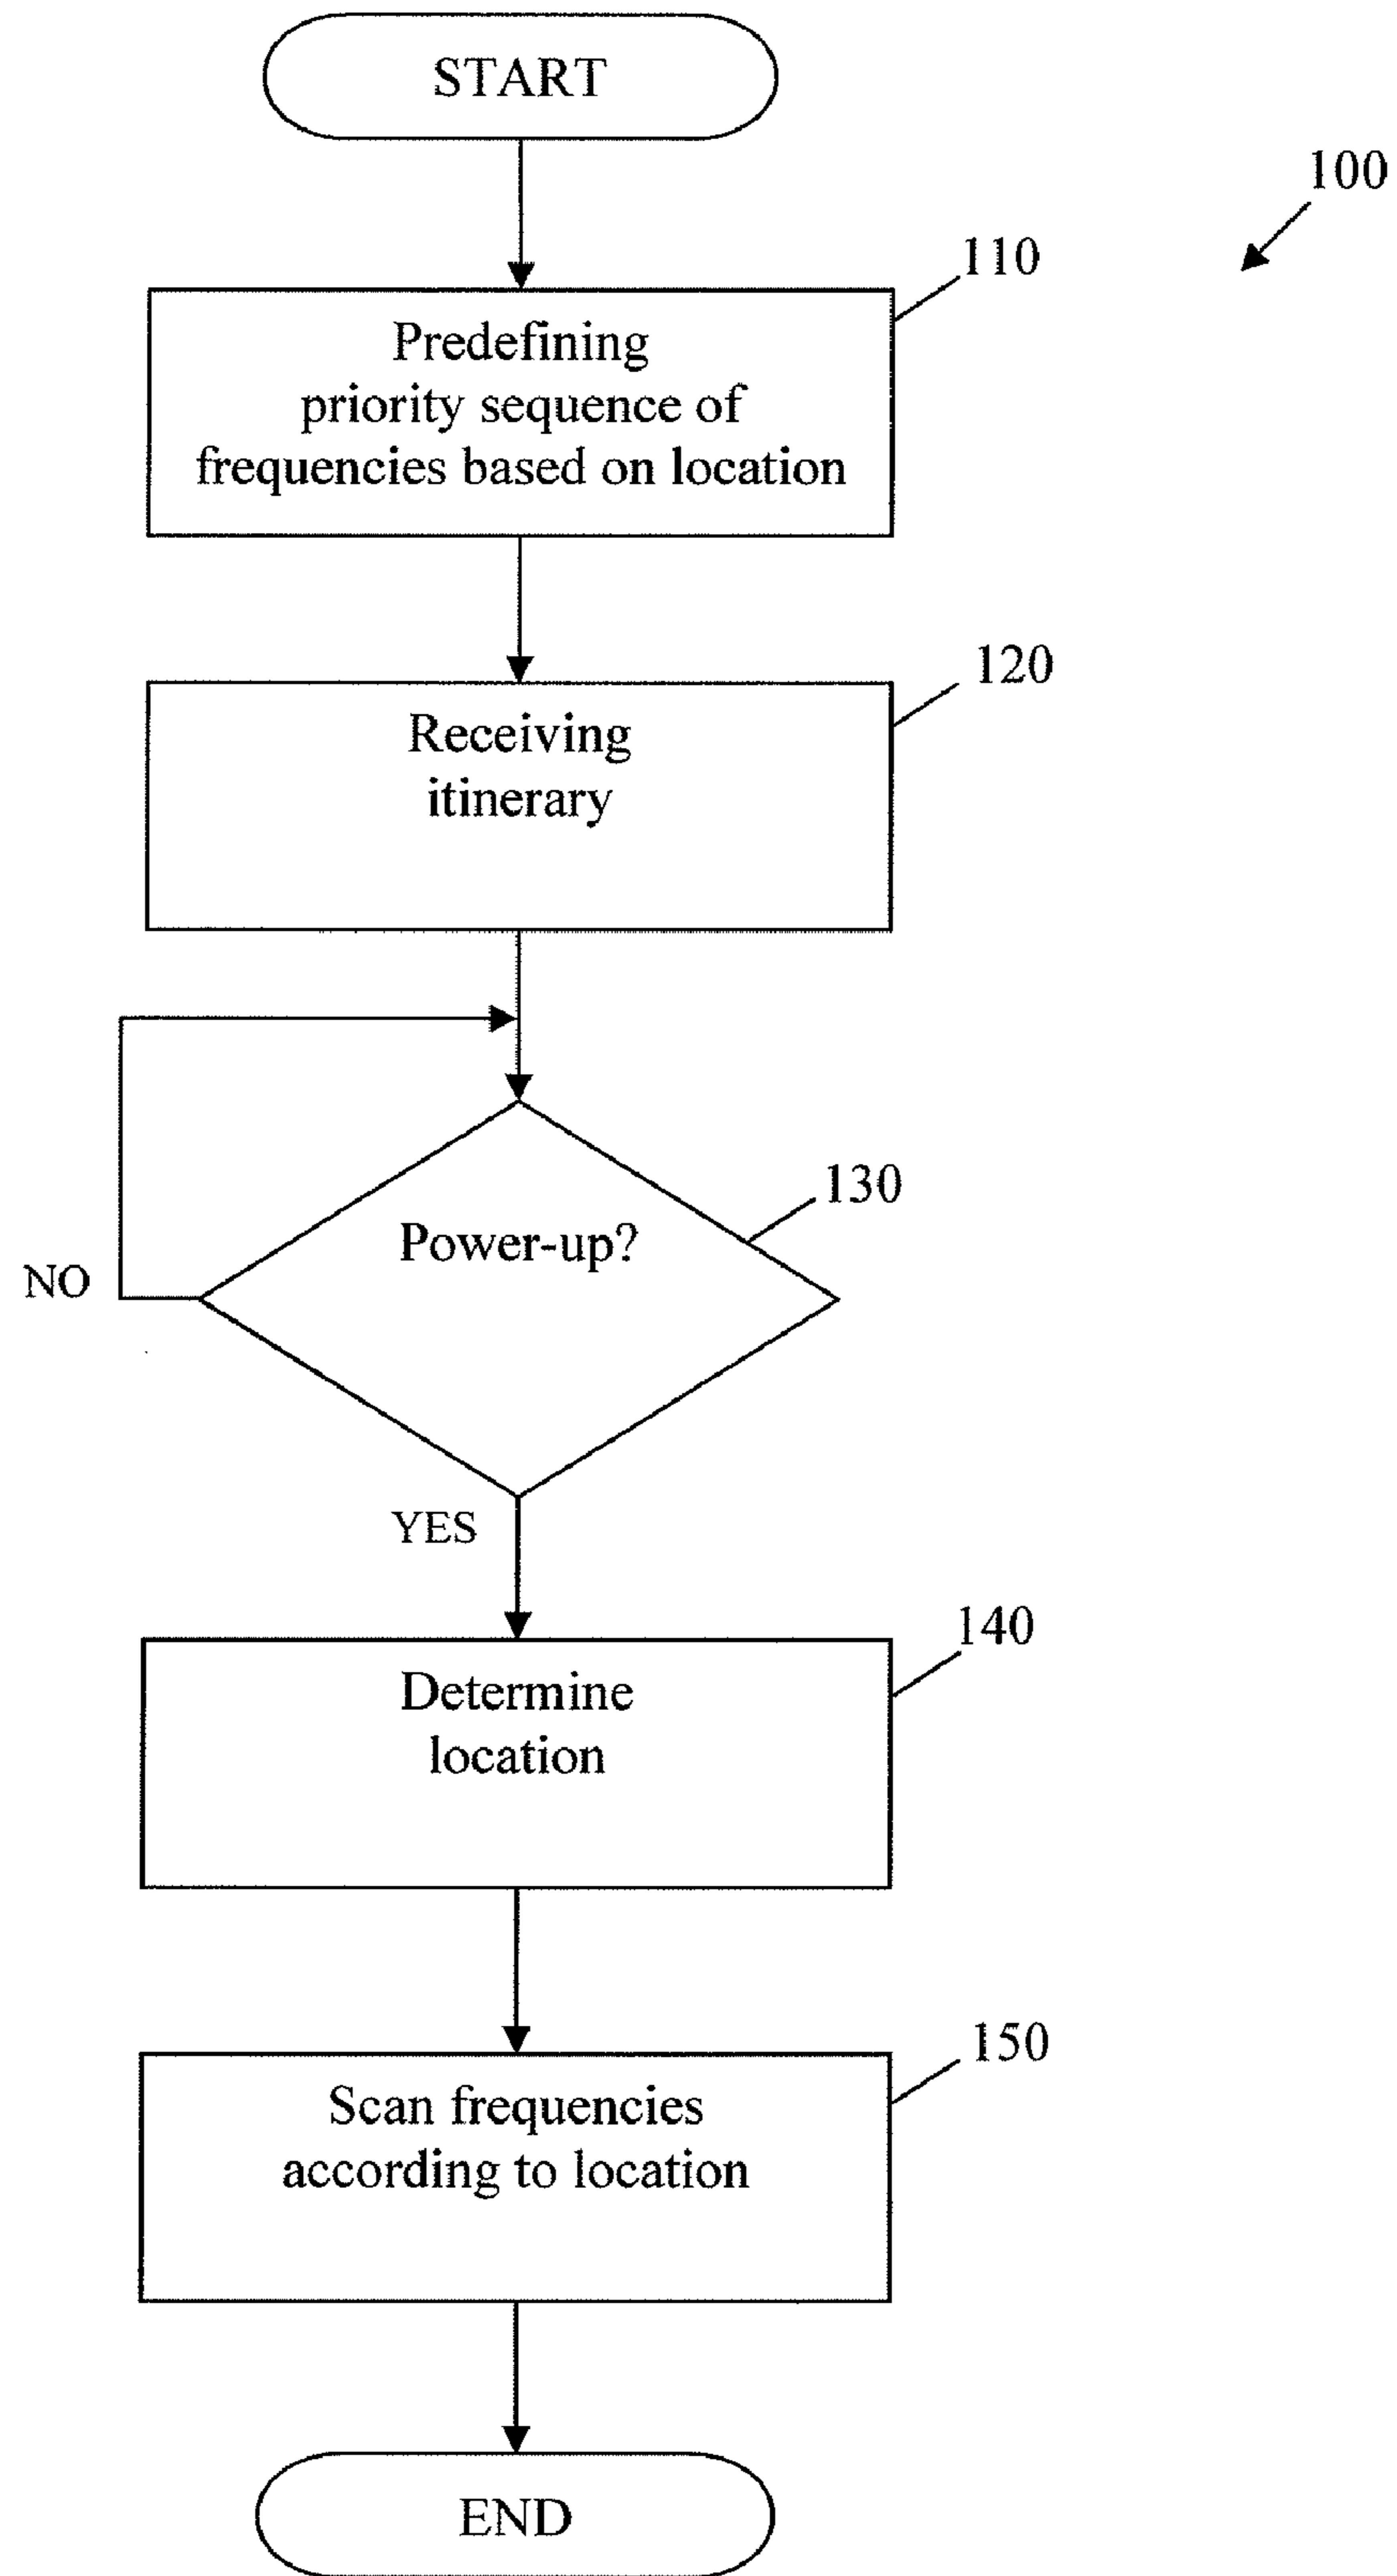 START
100
110
Predefining
priority sequence of
frequencies based on location
120
Receiving
itinerary
130
Power-up?
NO
YES
140
Determine
location
150
Scan frequencies
according to location
END